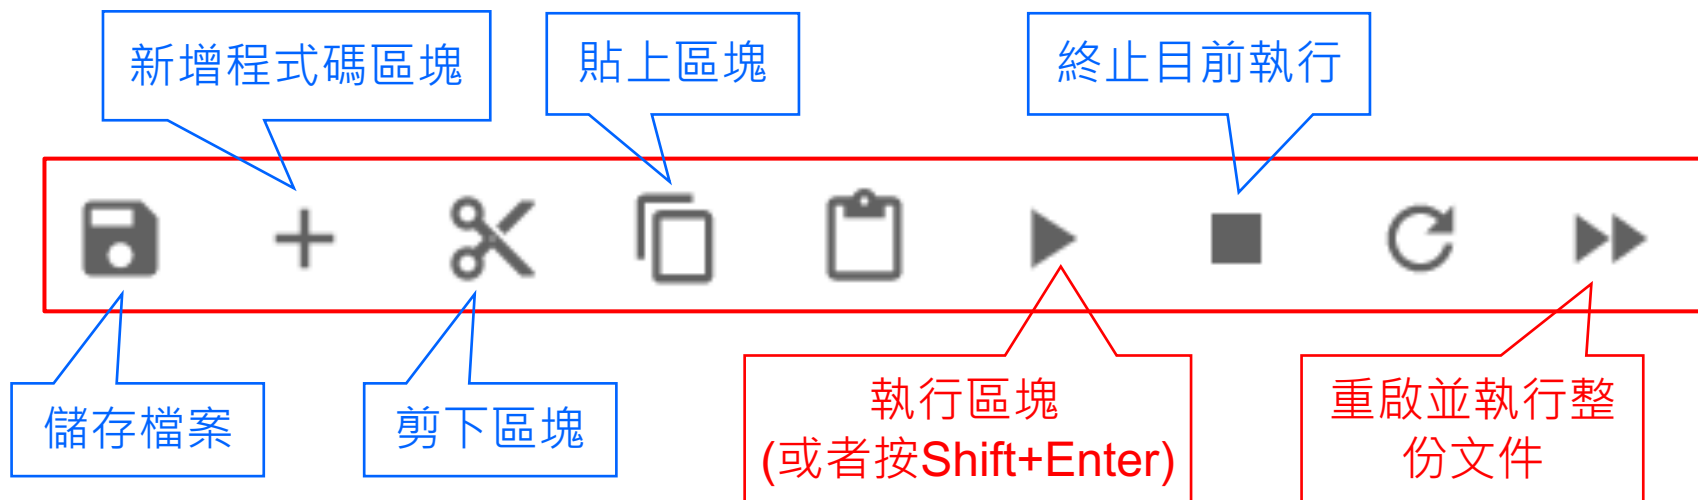 新增程式碼區塊
貼上區塊
終止目前執行
儲存檔案
剪下區塊
執行區塊
(或者按Shift+Enter)
重啟並執行整
份文件